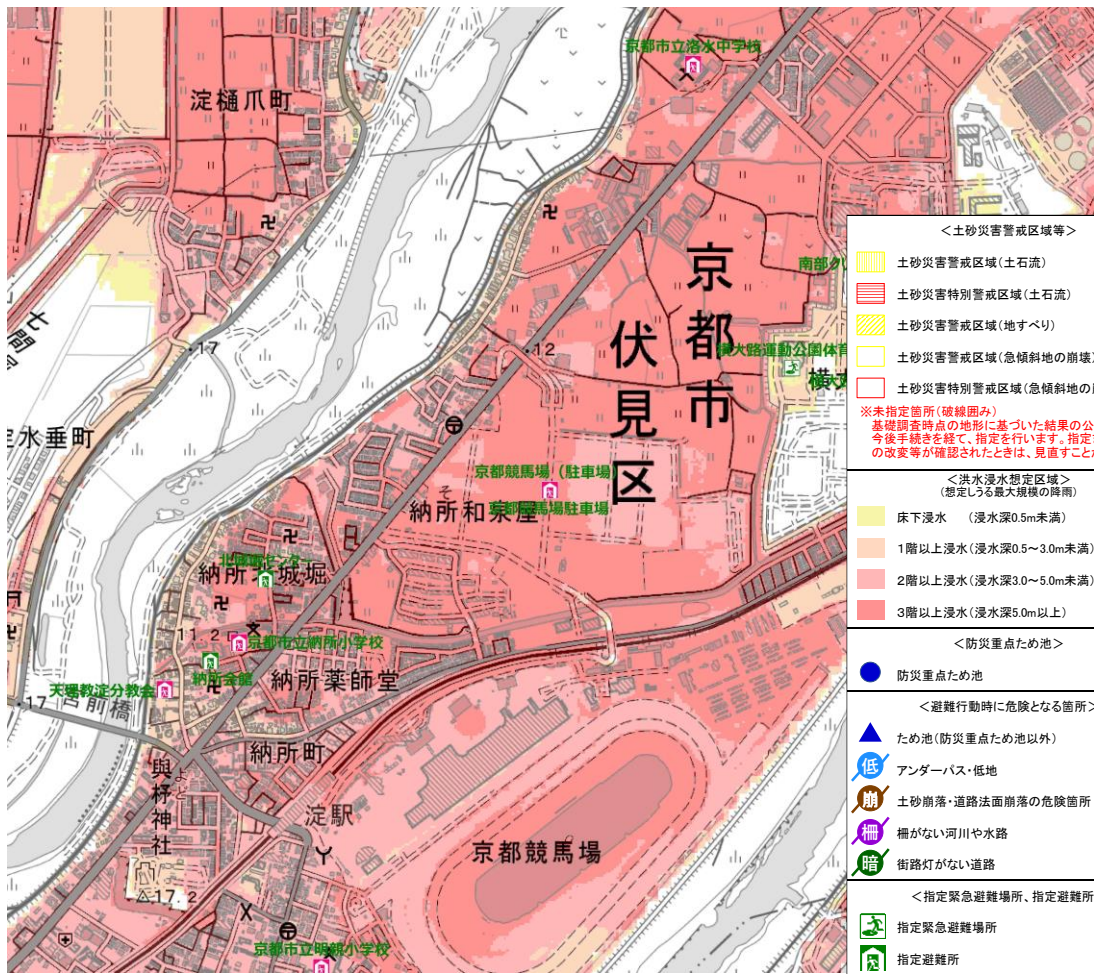 京都市立洛水中学校
淀樋爪町
京都市
伏見区
南部クリ
・17
・12
横大路運動公園体育
横大
七間
水垂町
京都競馬場（駐車場）
京都競馬場駐車場
そ
納所和泉屋
納所北城堀
11.2
京都市立納所小学校
納所会館
納所薬師堂
天理教淀分教会
・17
宮前橋
納所町
與杼神社
よど
淀駅
京都競馬場
17.2
京都市立明親小学校
＜土砂災害警戒区域等＞
土砂災害警戒区域（土石流）
土砂災害特別警戒区域（土石流）
土砂災害警戒区域（地すべり）
土砂災害警戒区域（急傾斜地の崩壊）
土砂災害特別警戒区域（急傾斜地の
※未指定箇所（破線囲み）
基礎調査時点の地形に基づいた結果の公
今後手続きを経て、指定を行います。指定
の改変等が確認されたときは、見直すことが
＜洪水浸水想定区域＞
（想定しうる最大規模の降雨）
床下浸水　（浸水深0.5m未満）
1階以上浸水（浸水深0.5～3.0m未満）
2階以上浸水（浸水深3.0～5.0m未満）
3階以上浸水（浸水深5.0m以上）
＜防災重点ため池＞
防災重点ため池
＜避難行動時に危険となる箇所＞
ため池（防災重点ため池以外）
低 アンダーパス・低地
崩 土砂崩落・道路法面崩落の危険箇所
柵 柵がない河川や水路
暗 街路灯がない道路
＜指定緊急避難場所、指定避難所
指定緊急避難場所
指定避難所